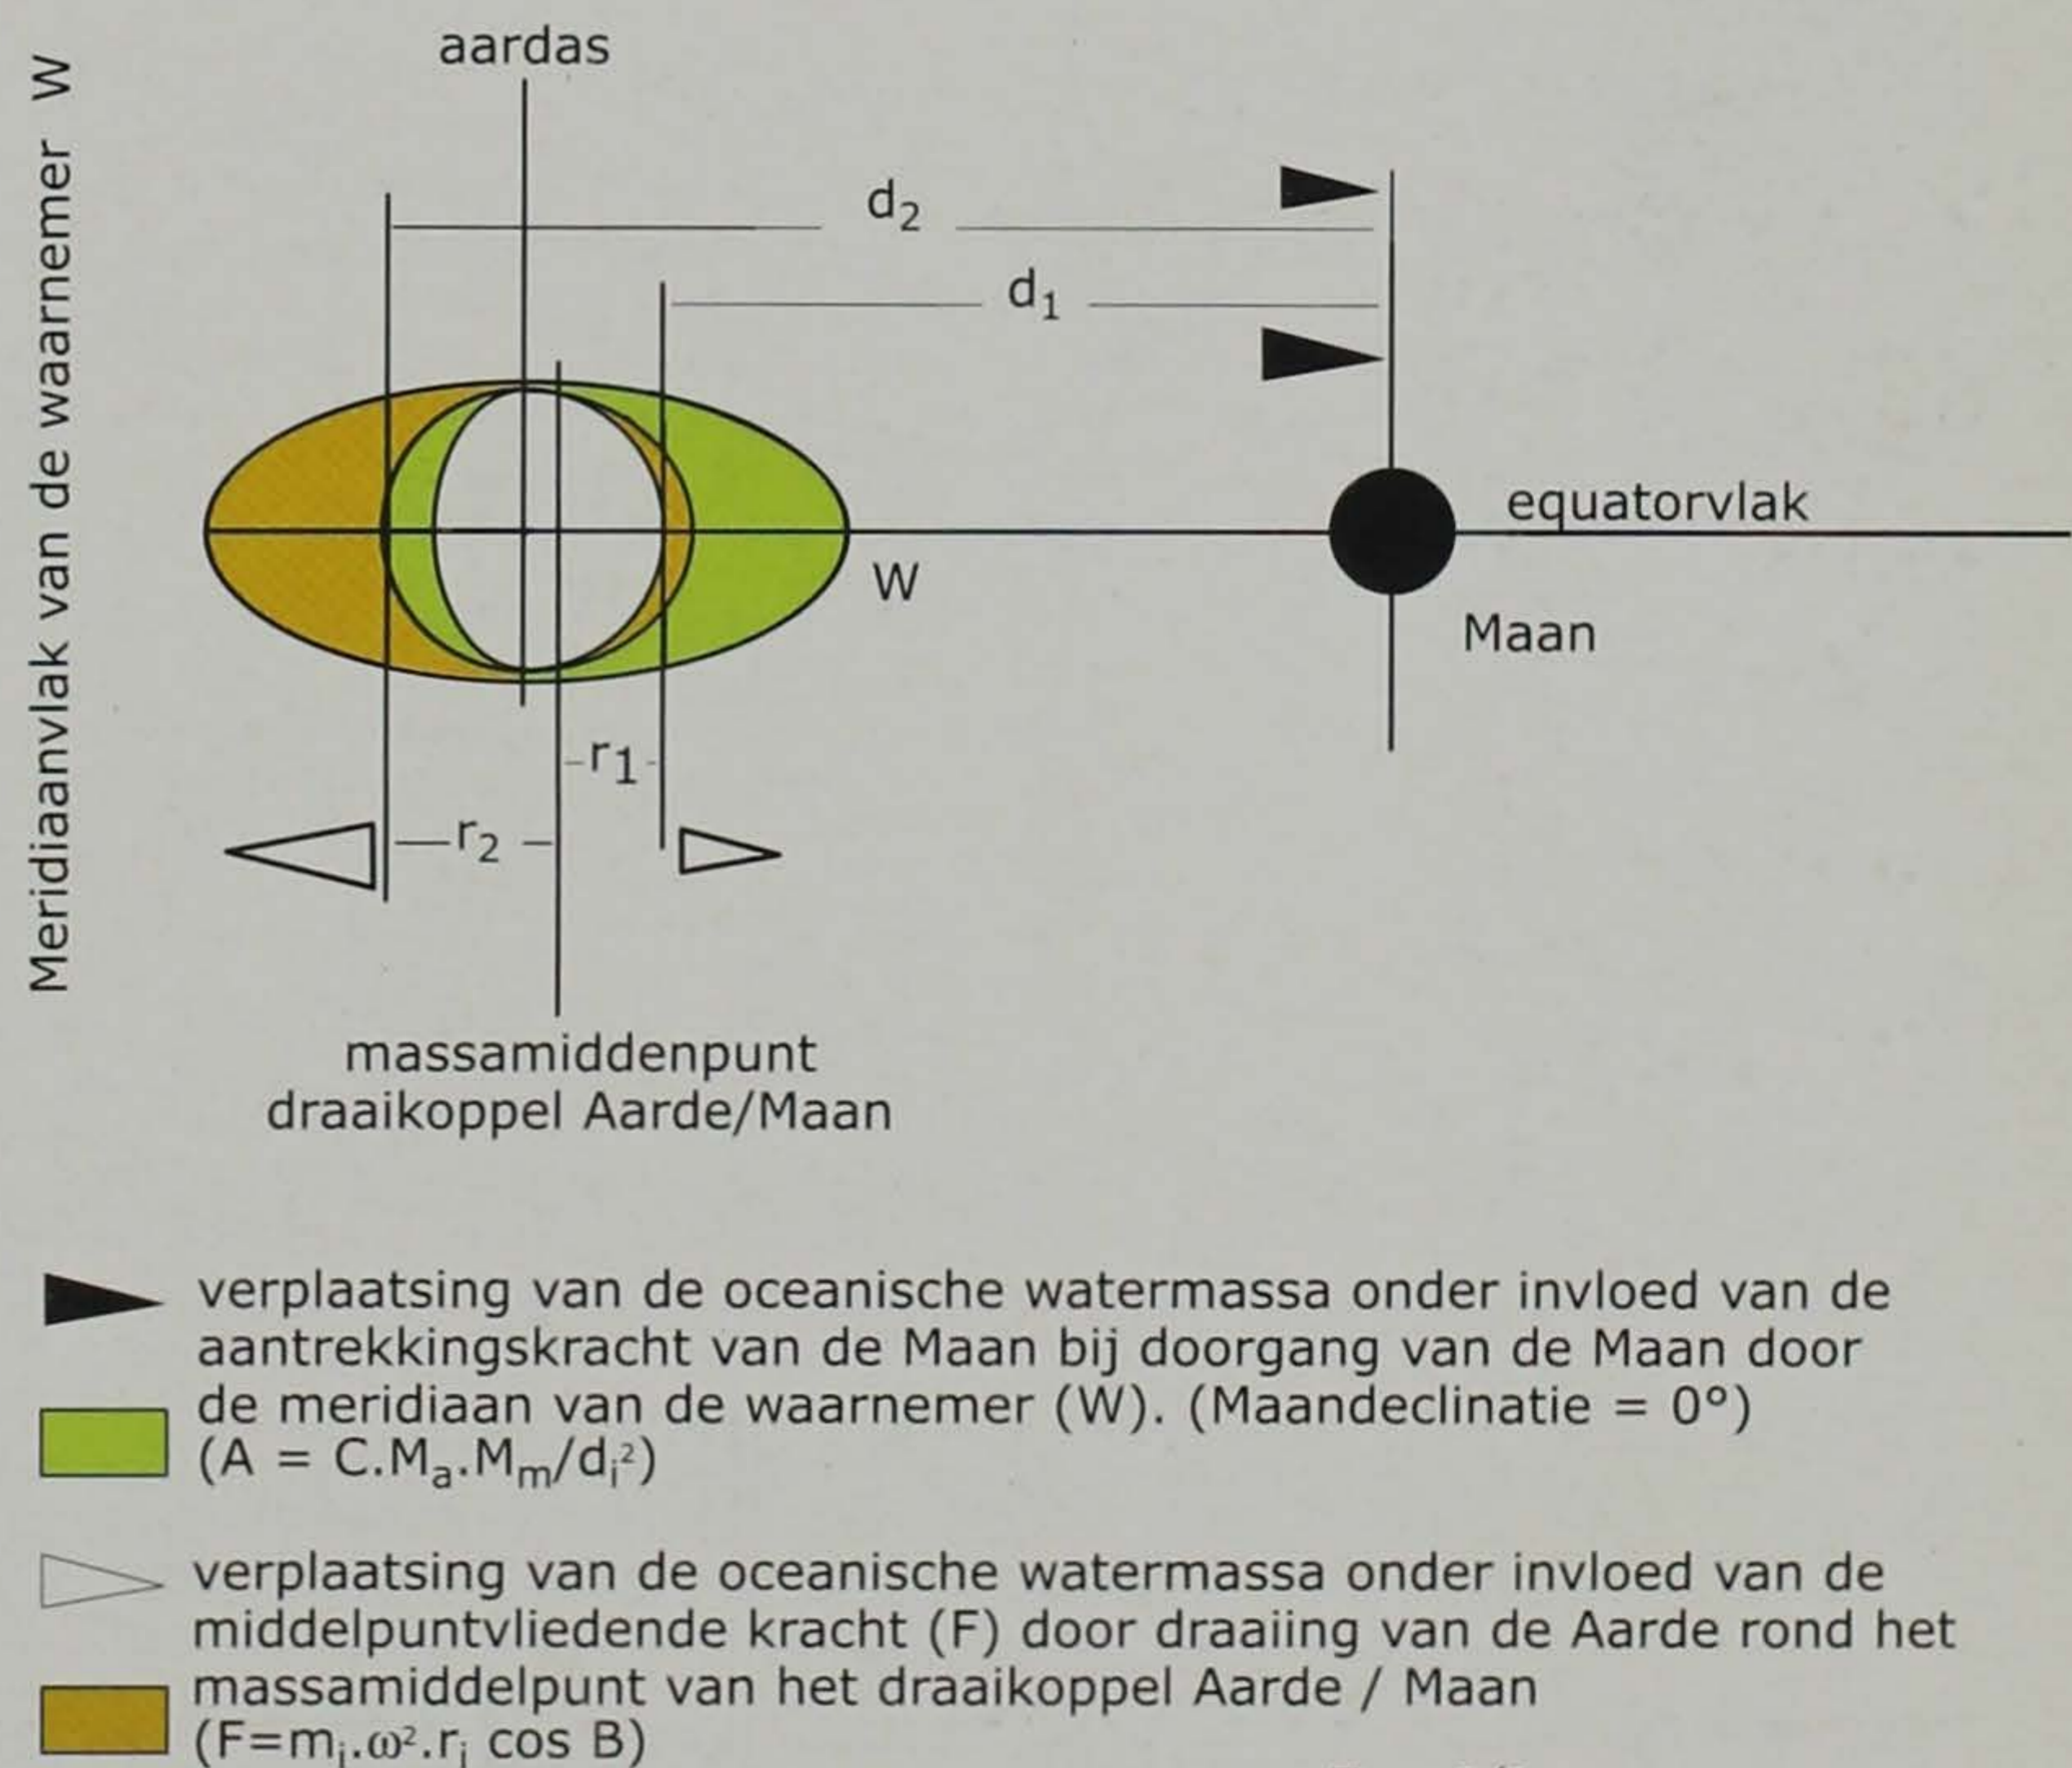 Meridiaanvlak van de waarnemer W
aardas
d₂
d₁
equatorvlak
W
Maan
r₁
r₂
massamiddenpunt
draaikoppel Aarde/Maan
verplaatsing van de oceanische watermassa onder invloed van de
aantrekkingskracht van de Maan bij doorgang van de Maan door
de meridiaan van de waarnemer (W). (Maandeclinatie = 0°)
(A = C.Mₐ.Mₘ/dᵢ²)
verplaatsing van de oceanische watermassa onder invloed van de
middelpuntvliedende kracht (F) door draaiing van de Aarde rond het
massamiddelpunt van het draaikoppel Aarde / Maan
(F=mᵢ.ω².rᵢ cos B)